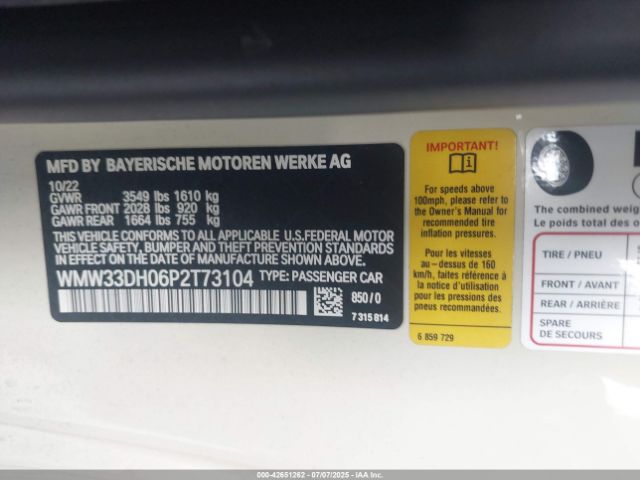 MFD BY BAYERISCHE MOTOREN WERKE AG
10/22
GVWR 3549 lbs 1610 kg
GAWR FRONT 2028 lbs 920 kg
GAWR REAR 1664 lbs 755 kg
THIS VEHICLE CONFORMS TO ALL APPLICABLE U.S.FEDERAL MOTOR
VEHICLE SAFETY, BUMPER AND THEFT PREVENTION STANDARDS
IN EFFECT ON THE DATE OF MANUFACTURE SHOWN ABOVE.
WMW33DH06P2T73104 TYPE: PASSENGER CAR
850/0
7 315 814
IMPORTANT!
For speeds above
100mph, please refer to
the Owner's Manual for
recommended tire
inflation pressures.
Pour les vitesses
au-dessus de 160
km/h, s'il vous plaît
consulter le manuel
d'utilisation pour les
pressions des pneus
recommandées.
6 859 729
The combined weig
Le poids total des o
TIRE / PNEU
FRONT / AVANT
REAR / ARRIÈRE
SPARE
DE SECOURS
000-42651262 (07/07/2025) IAA Inc.